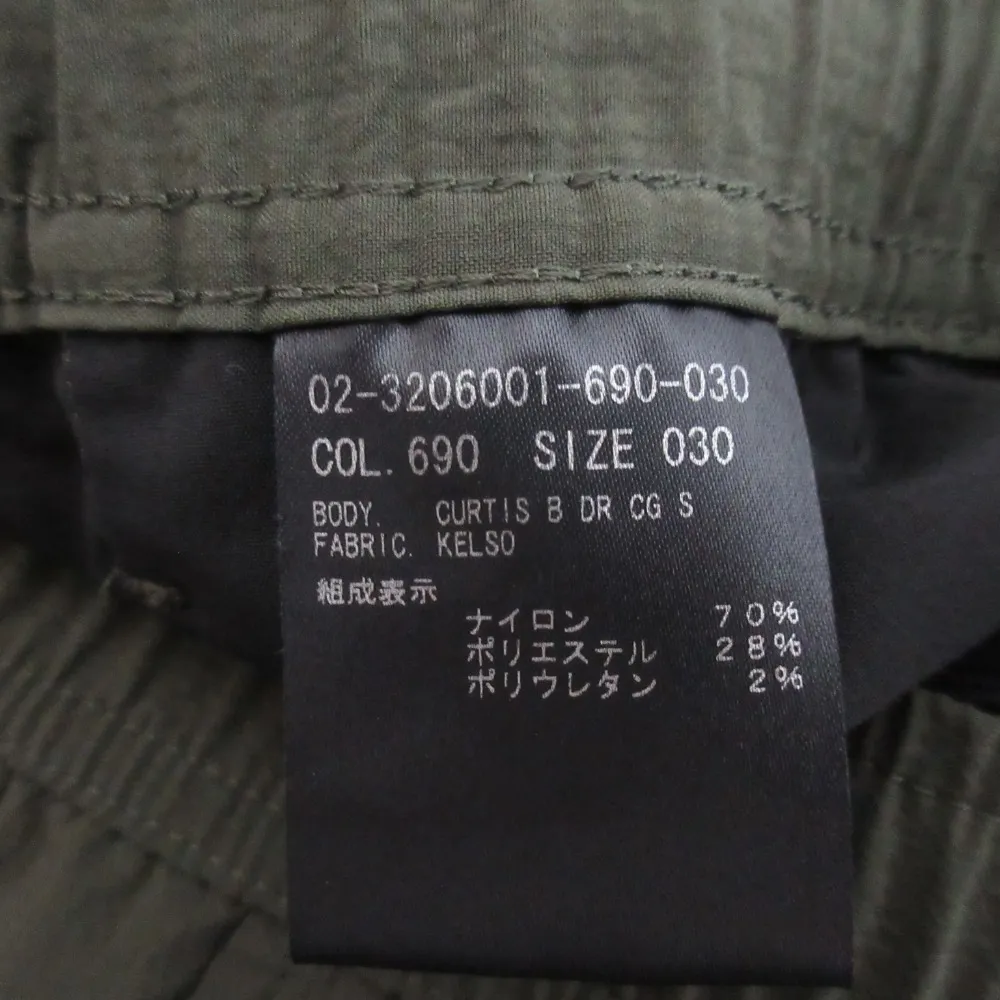 02-3206001-690-030
COL. 690 SIZE 030
BODY. CURTIS B DR CG S
FABRIC. KELSO
組成表示
ナイロン 70%
ポリエステル 28%
ポリウレタン 2%